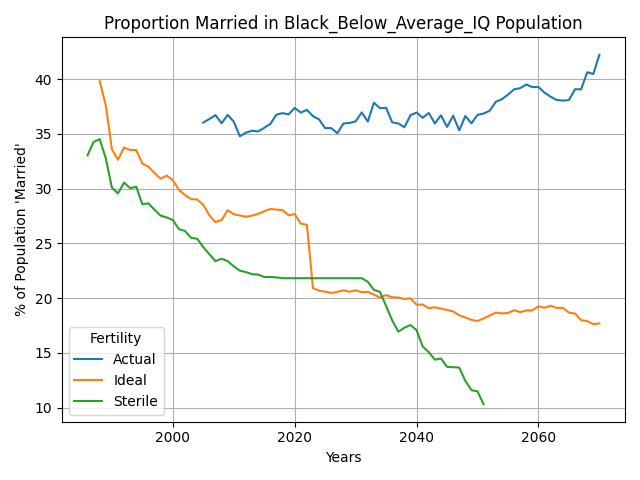 Proportion Married in Black_Below_Average_IQ Population
% of Population 'Married'
40
35
30
25
20
15
10
Fertility
Actual
Ideal
Sterile
2000
2020
2040
2060
Years